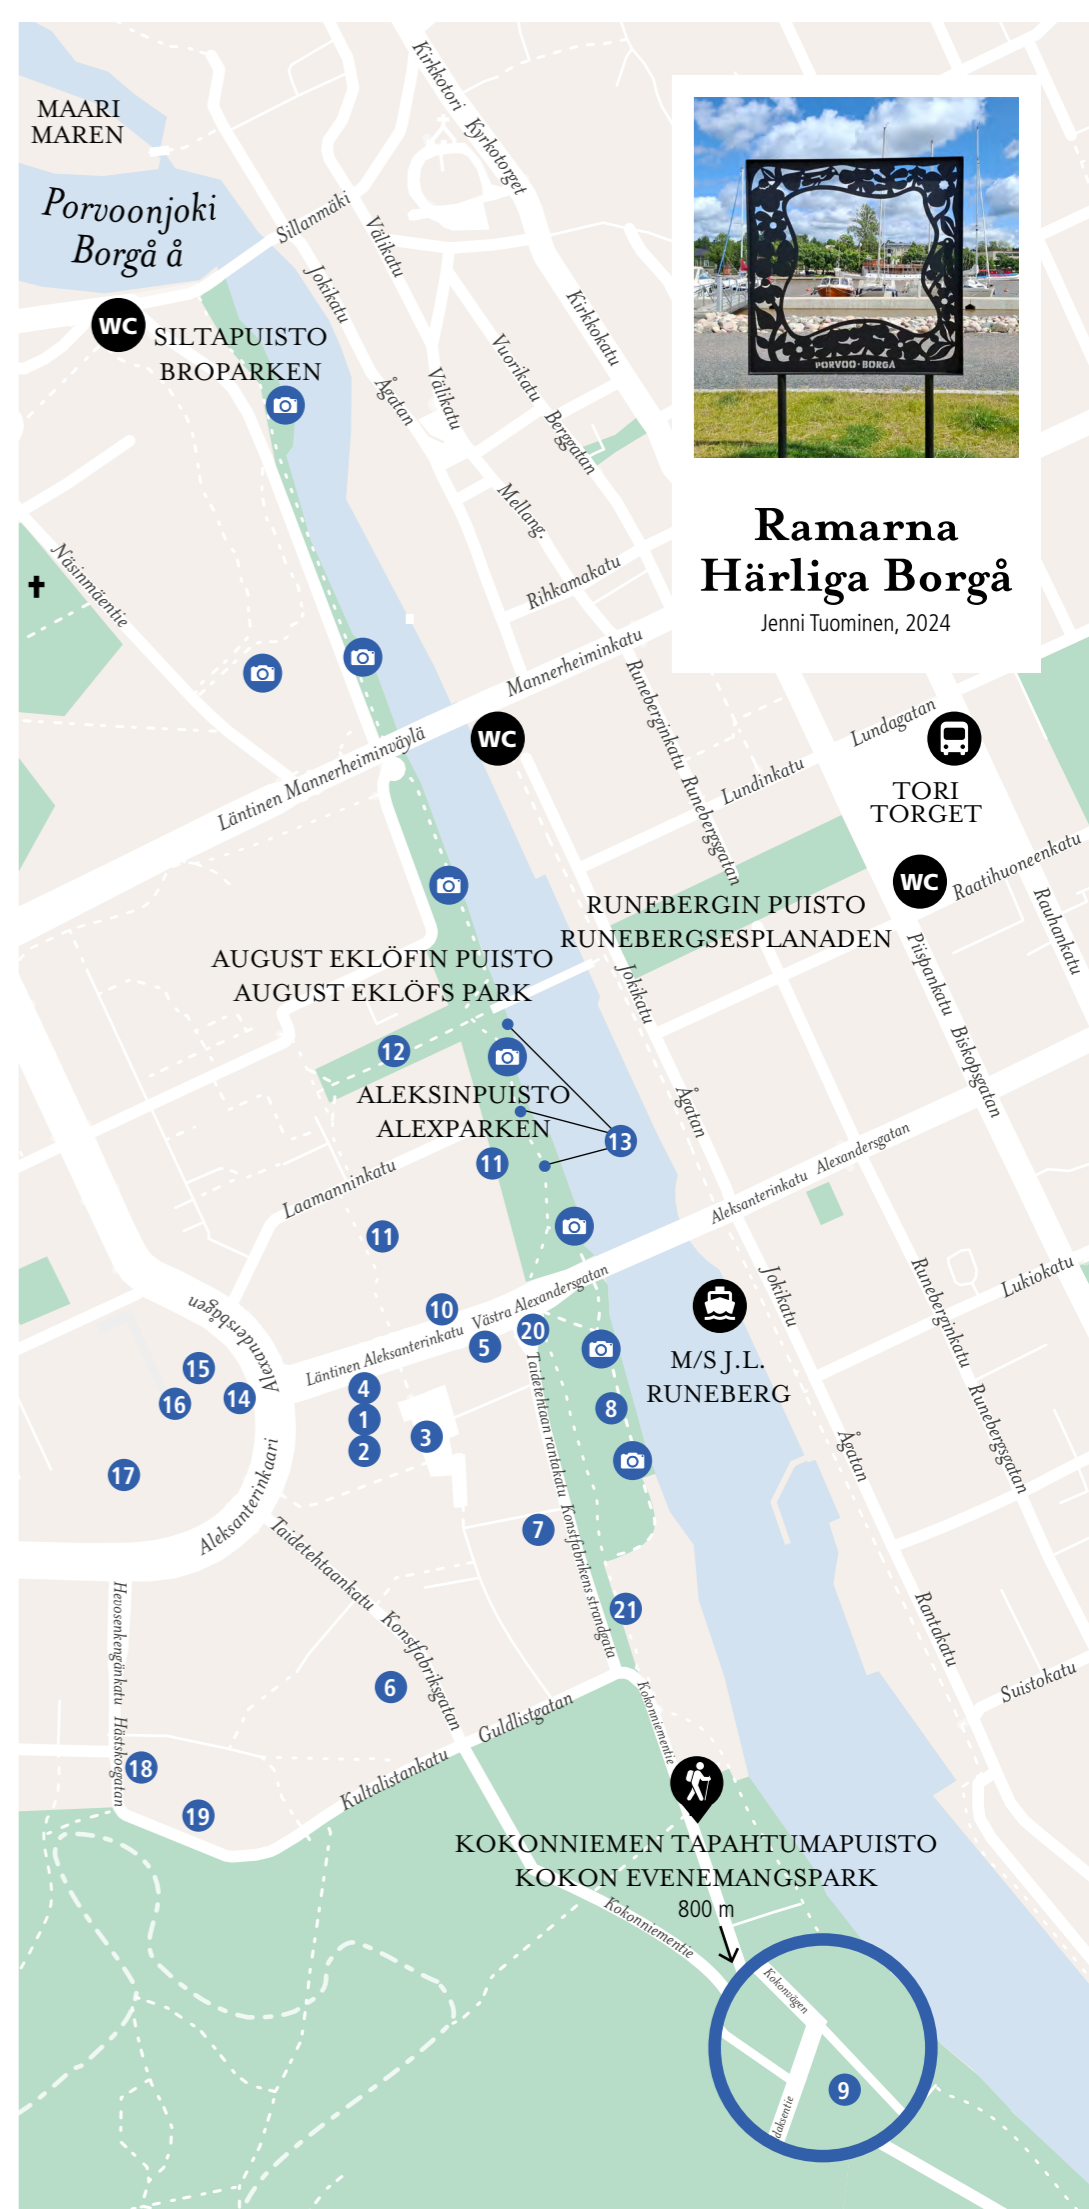 Kirkkotori
Kyrkotorget
MAARI
MAREN
Porvoonjoki
Borgå å
Sillanmäki
Välikatu
Jokikatu
Kirkkokatu
WC
SILTAPUISTO
BROPARKEN
Vuorikatu
Berggatan
Ågatan
Välikatu
PORVOO·BORGÅ
Mellang.
Ramarna
Härliga Borgå
Jenni Tuominen, 2024
Näsinmäentie
Rihkamakatu
Mannerheiminkatu
Runeberginkatu
Runebergsgatan
Läntinen Mannerheiminväylä
WC
Lundagatan
Lundinkatu
TORI
TORGET
WC
Raatihuoneenkatu
Rauhankatu
RUNEBERGIN PUISTO
RUNEBERGSESPLANADEN
Piispankatu
Biskopsgatan
AUGUST EKLÖFIN PUISTO
AUGUST EKLÖFS PARK
Jokikatu
Ågatan
12
ALEKSINPUISTO
ALEXPARKEN
13
11
Laamanninkatu
11
Aleksanterinkatu
Alexandersgatan
Alexandersbågen
10
Västra Alexandersgatan
Läntinen Aleksanterinkatu
5
20
Jokikatu
Runeberginkatu
Lukiokatu
M/S J.L.
RUNEBERG
15
16
14
4
1
2
3
8
17
Taidetehtaan rantakatu
Konstfabrikens strandgata
Runebergsgatan
Ågatan
Aleksanterinkaari
Taidetehtaankatu
Konstfabriksgatan
7
21
Hevosenkengänkatu
Hästskoegatan
6
Guldlistgatan
Kultalistankatu
Kokonniementie
Rantakatu
Suistokatu
18
19
KOKONNIEMEN TAPAHTUMAPUISTO
KOKON EVENEMANGSPARK
800 m
Kokonniementie
Kokonvägen
9
daksentie